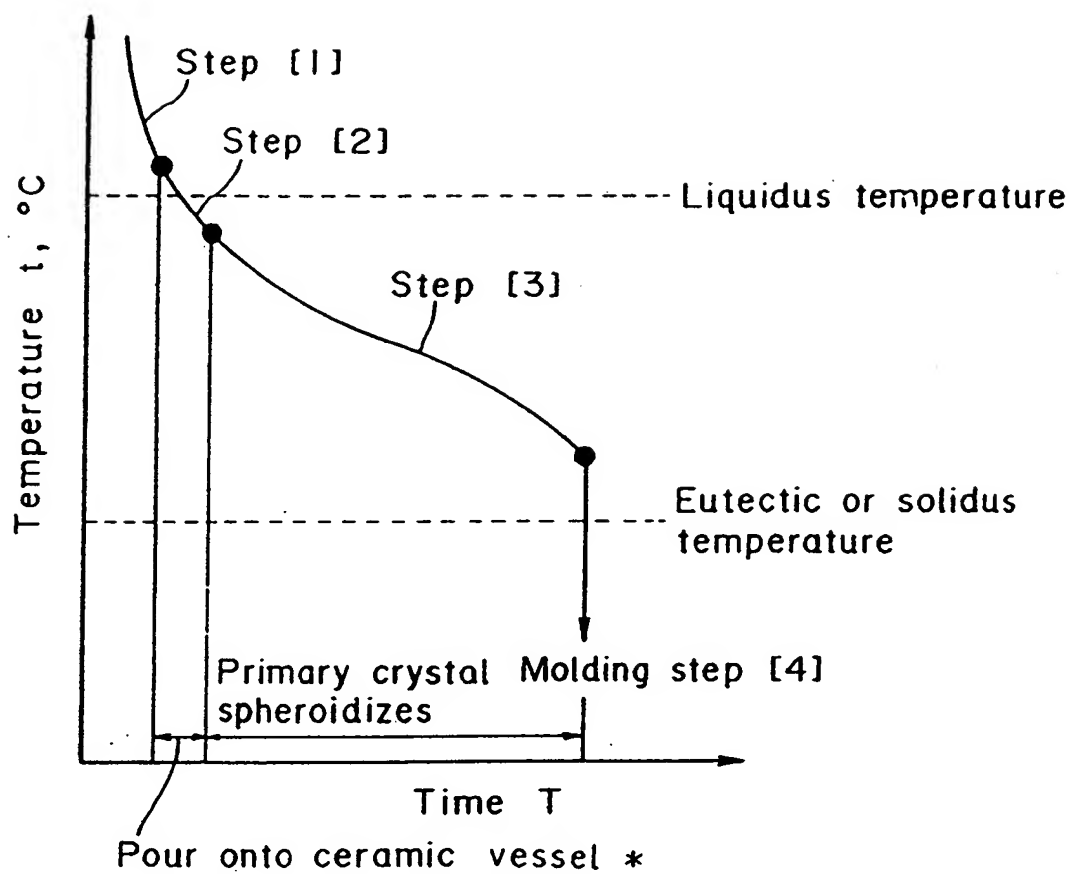 Step [1]
Step [2]
Liquidus temperature
Step [3]
Temperature t, °C
Eutectic or solidus
temperature
Primary crystal
spheroidizes
Molding step [4]
Time T
Pour onto ceramic vessel *